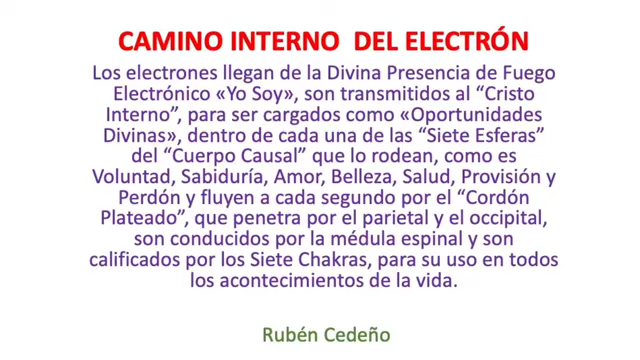 CAMINO INTERNO DEL ELECTRÓN
Los electrones llegan de la Divina Presencia de Fuego
Electrónico «Yo Soy», son transmitidos al “Cristo
Interno”, para ser cargados como «Oportunidades
Divinas», dentro de cada una de las “Siete Esferas”
del “Cuerpo Causal” que lo rodean, como es
Voluntad, Sabiduría, Amor, Belleza, Salud, Provisión y
Perdón y fluyen a cada segundo por el “Cordón
Plateado”, que penetra por el parietal y el occipital,
son conducidos por la médula espinal y son
calificados por los Siete Chakras, para su uso en todos
los acontecimientos de la vida.
Rubén Cedeño